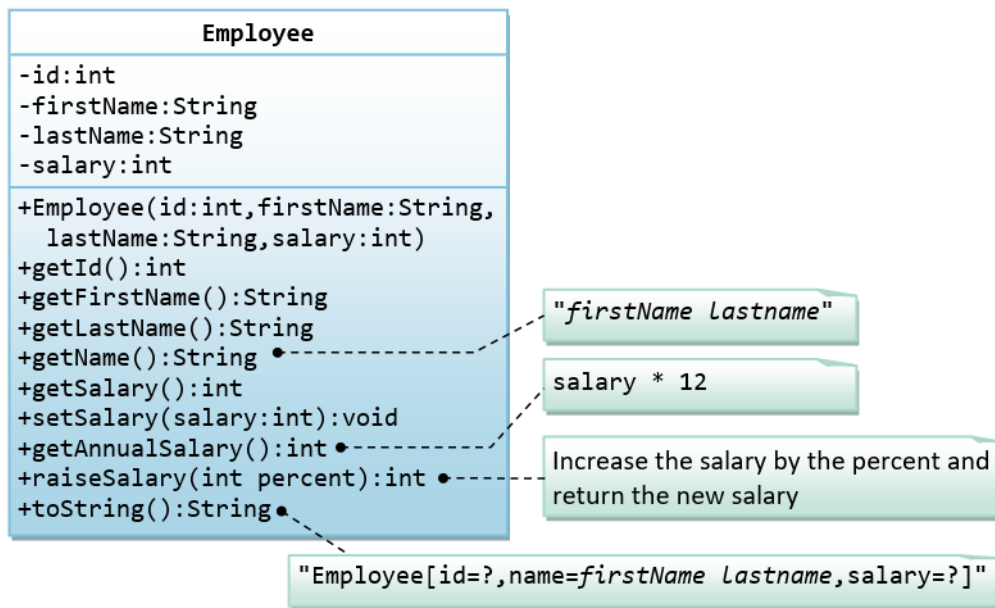 Employee
-id:int
-firstName:String
-lastName:String
-salary:int
+Employee(id:int,firstName:String,
lastName:String,salary:int)
+getId():int
+getFirstName():String
+getLastName():String
+getName():String
+getSalary():int
+setSalary(salary:int):void
+getAnnualSalary():int
+raiseSalary(int percent):int
+toString():String
"firstName lastname"
salary * 12
Increase the salary by the percent and
return the new salary
"Employee[id=?,name=firstName lastname,salary=?]"